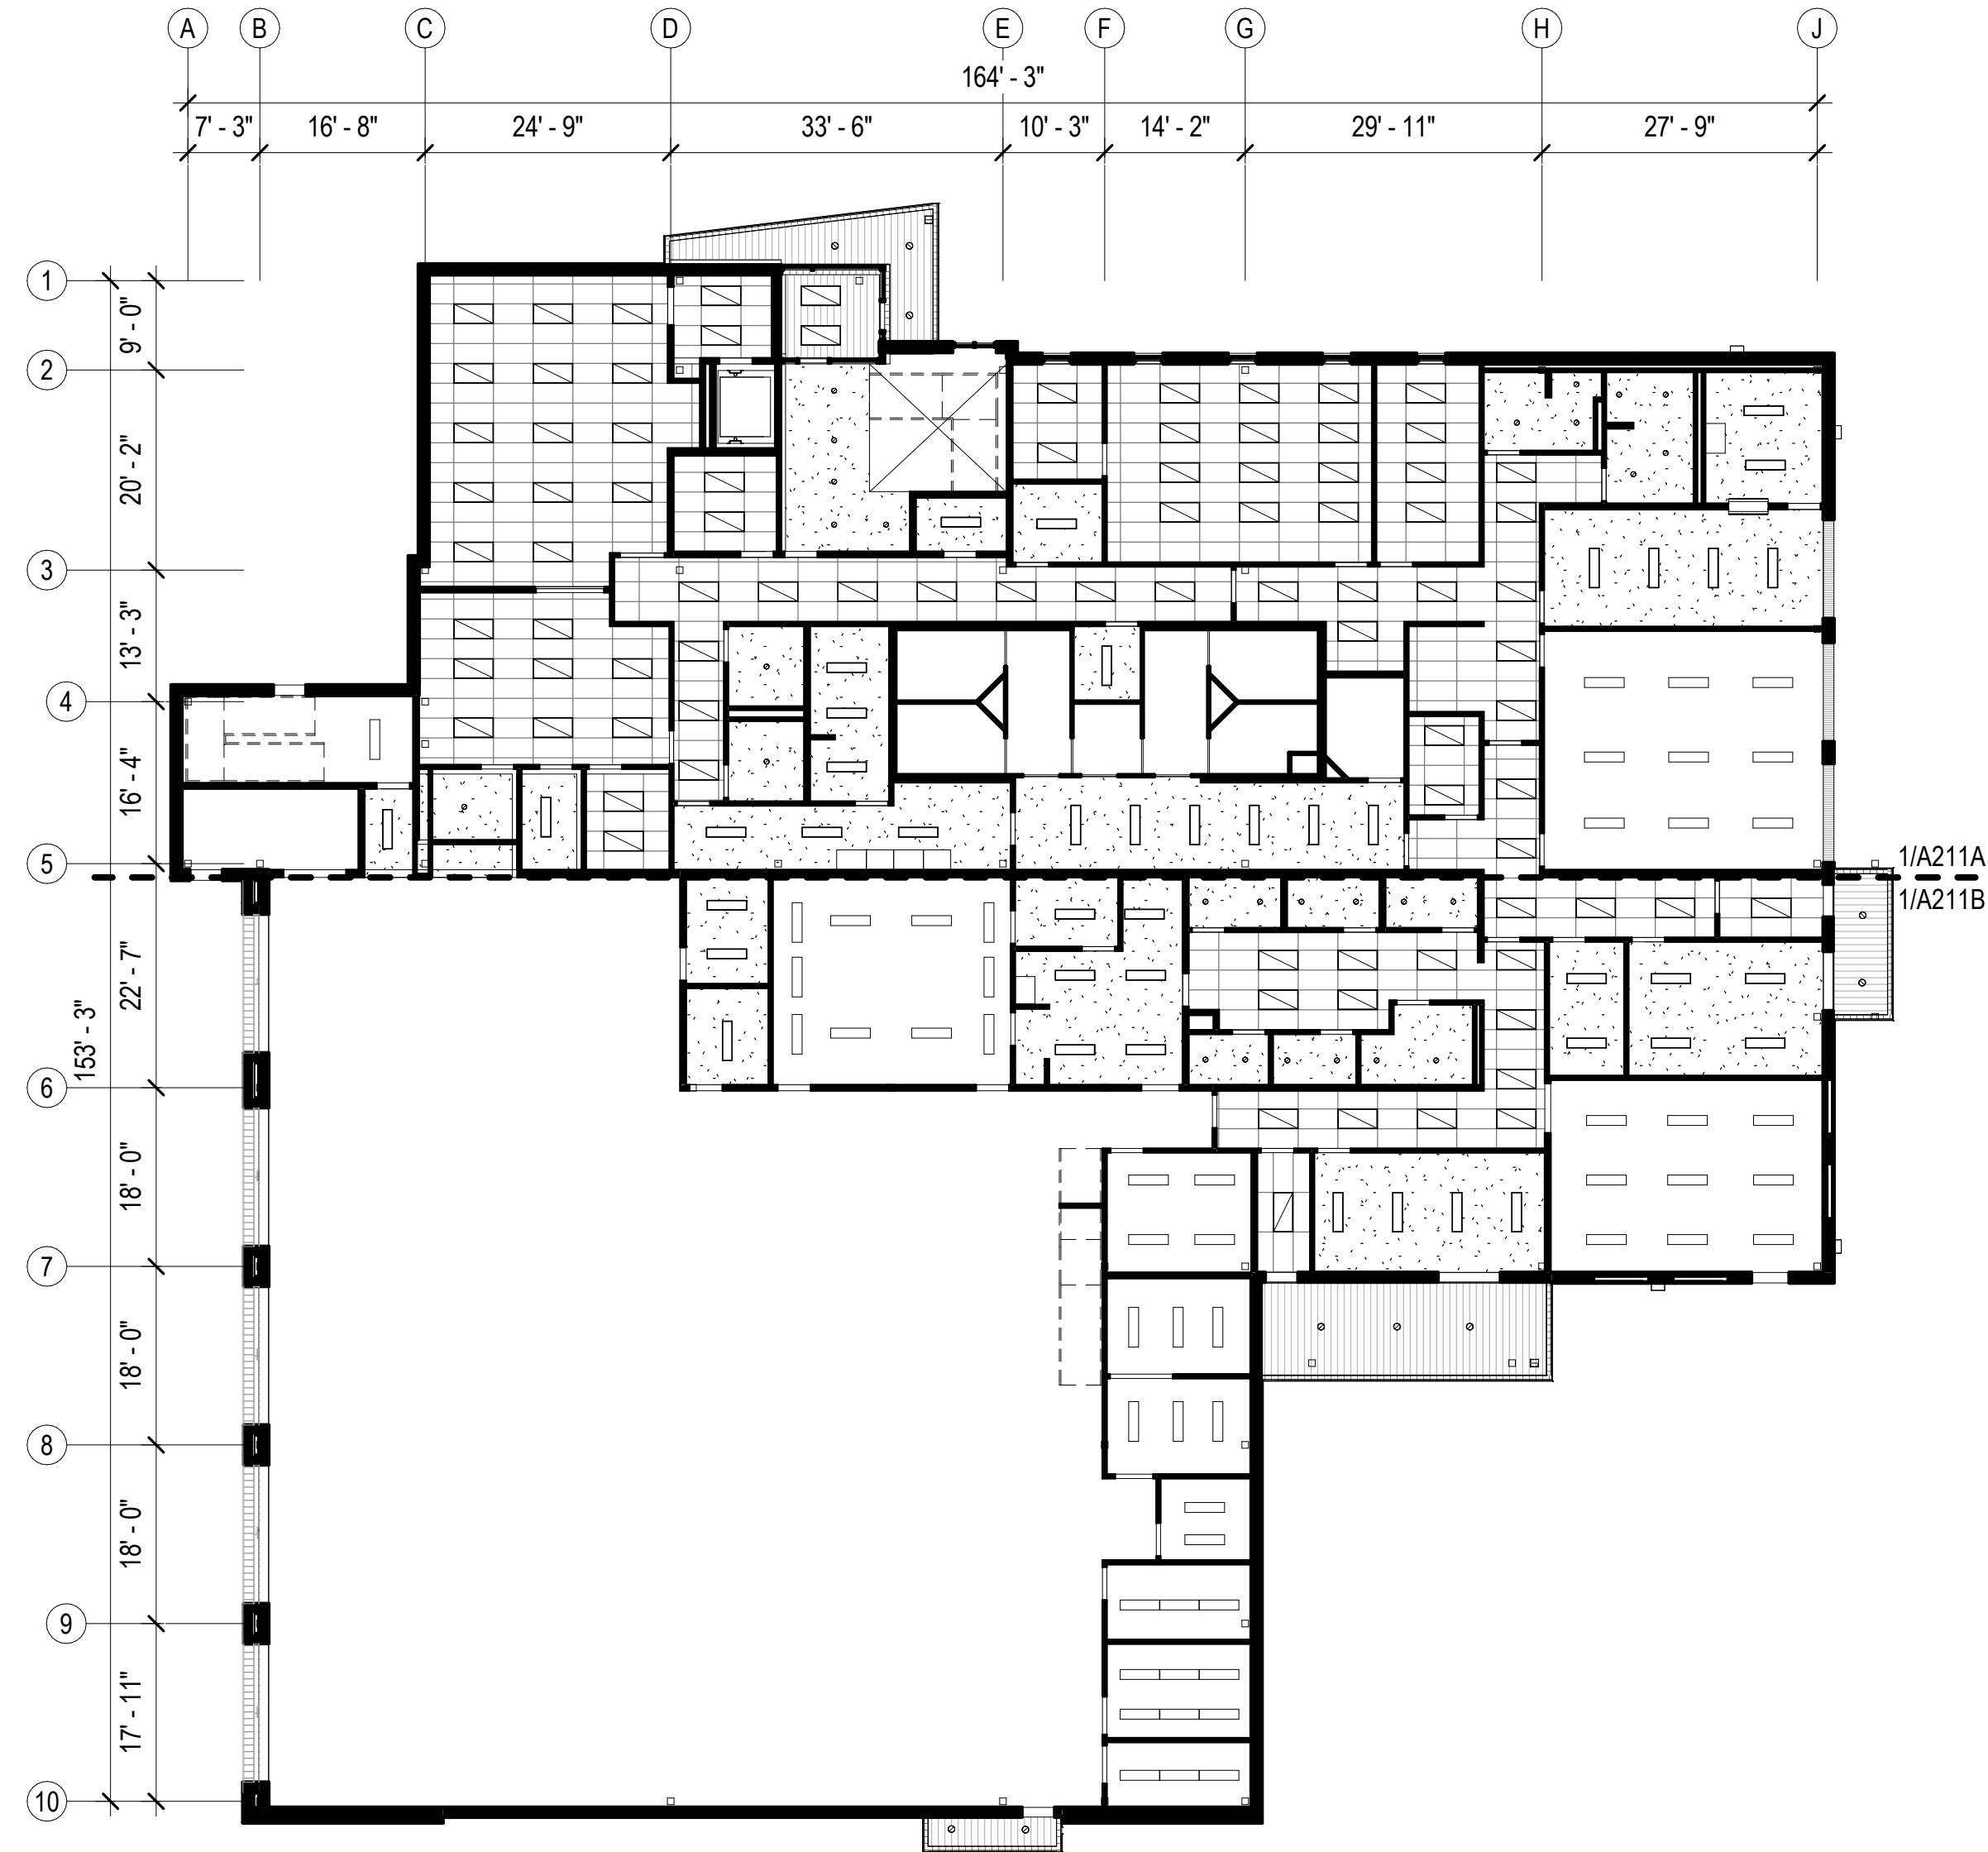 A B C D E F G H J
164' - 3"
7' - 3" 16' - 8" 24' - 9" 33' - 6" 10' - 3" 14' - 2" 29' - 11" 27' - 9"
1
9' - 0"
2
20' - 2"
3
13' - 3"
4
16' - 4"
5
1/A211A
1/A211B
22' - 7"
153' - 3"
6
18' - 0"
7
18' - 0"
8
18' - 0"
9
17' - 11"
10